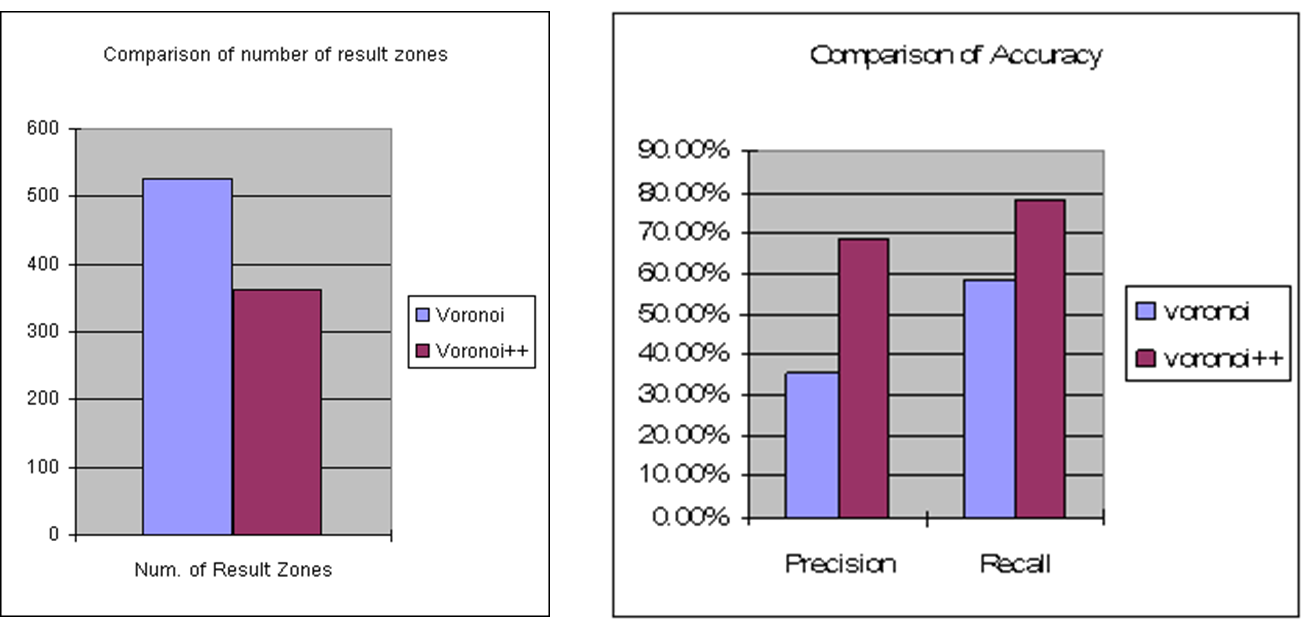 Comparison of number of result zones
600
500
400
300
200
100
0
Num. of Result Zones
Voronoi
Voronoi++
Comparison of Accuracy
90.00%
80.00%
70.00%
60.00%
50.00%
40.00%
30.00%
20.00%
10.00%
0.00%
Precision Recall
voronoi
voronoi++